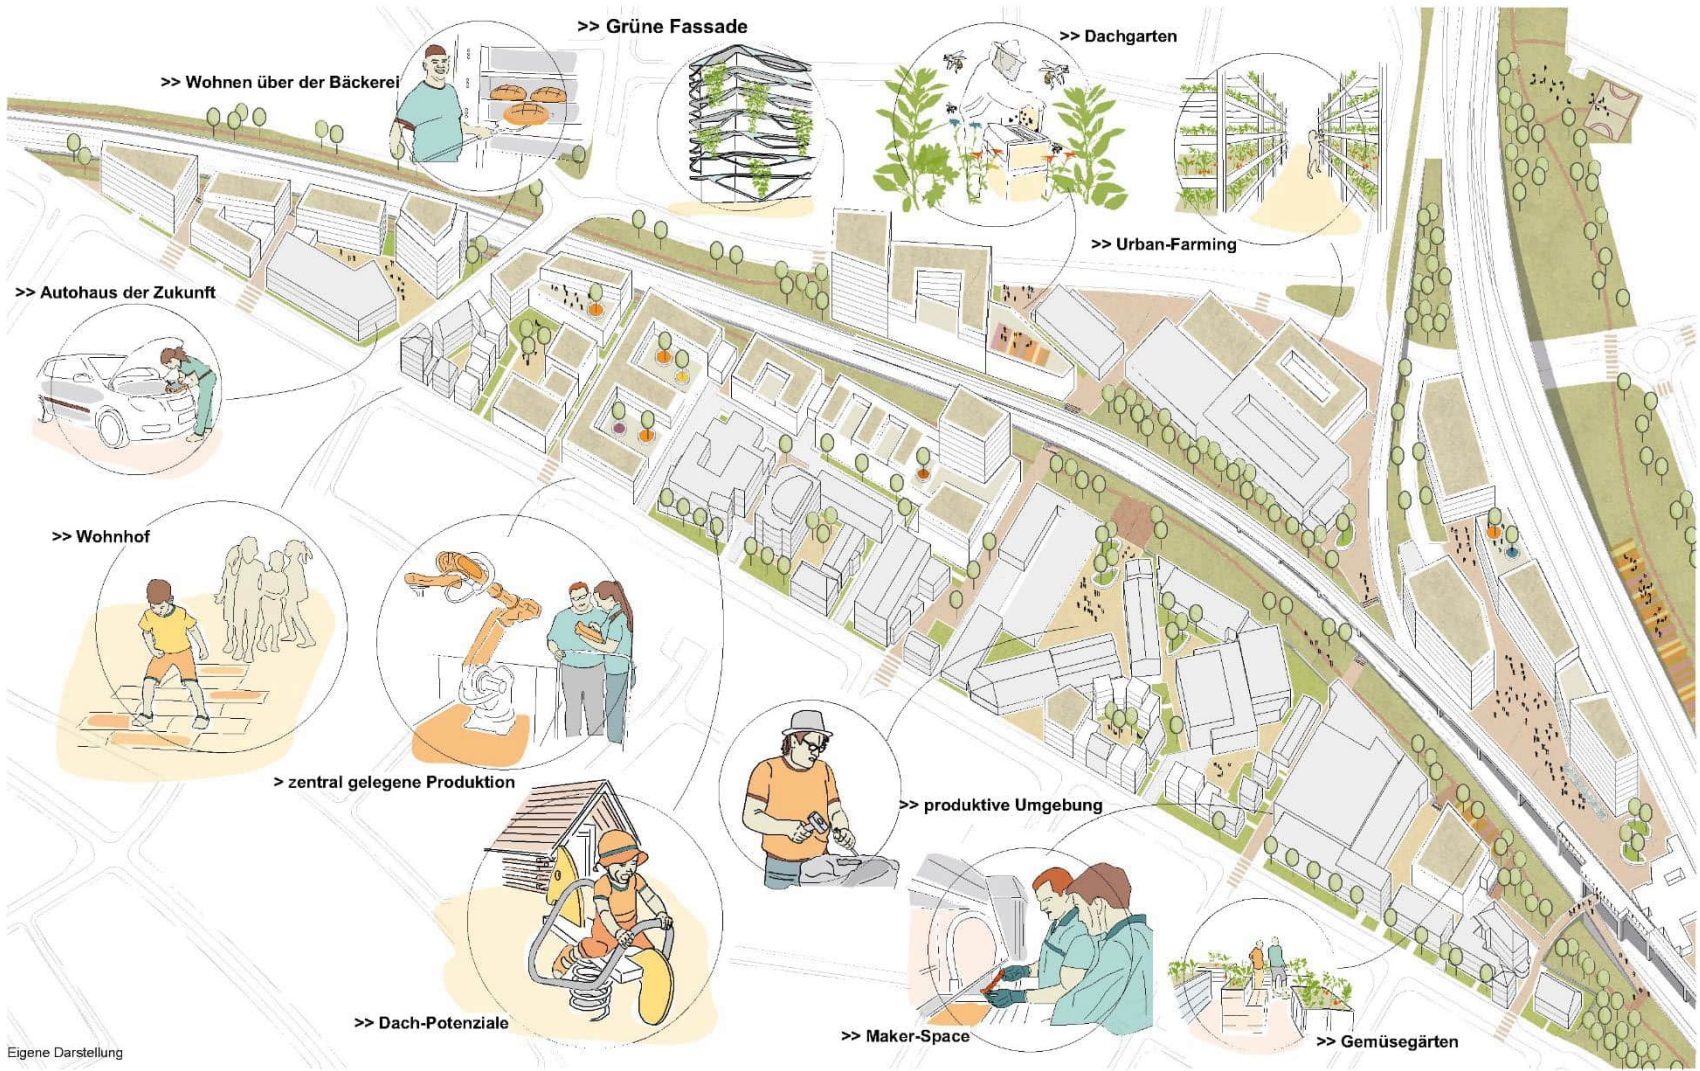 >> Grüne Fassade
>> Dachgarten
>> Wohnen über der Bäckerei
>> Urban-Farming
>> Autohaus der Zukunft
>> Wohnhof
> zentral gelegene Produktion
>> produktive Umgebung
>> Dach-Potenziale
>> Maker-Space
>> Gemüsegärten
Eigene Darstellung